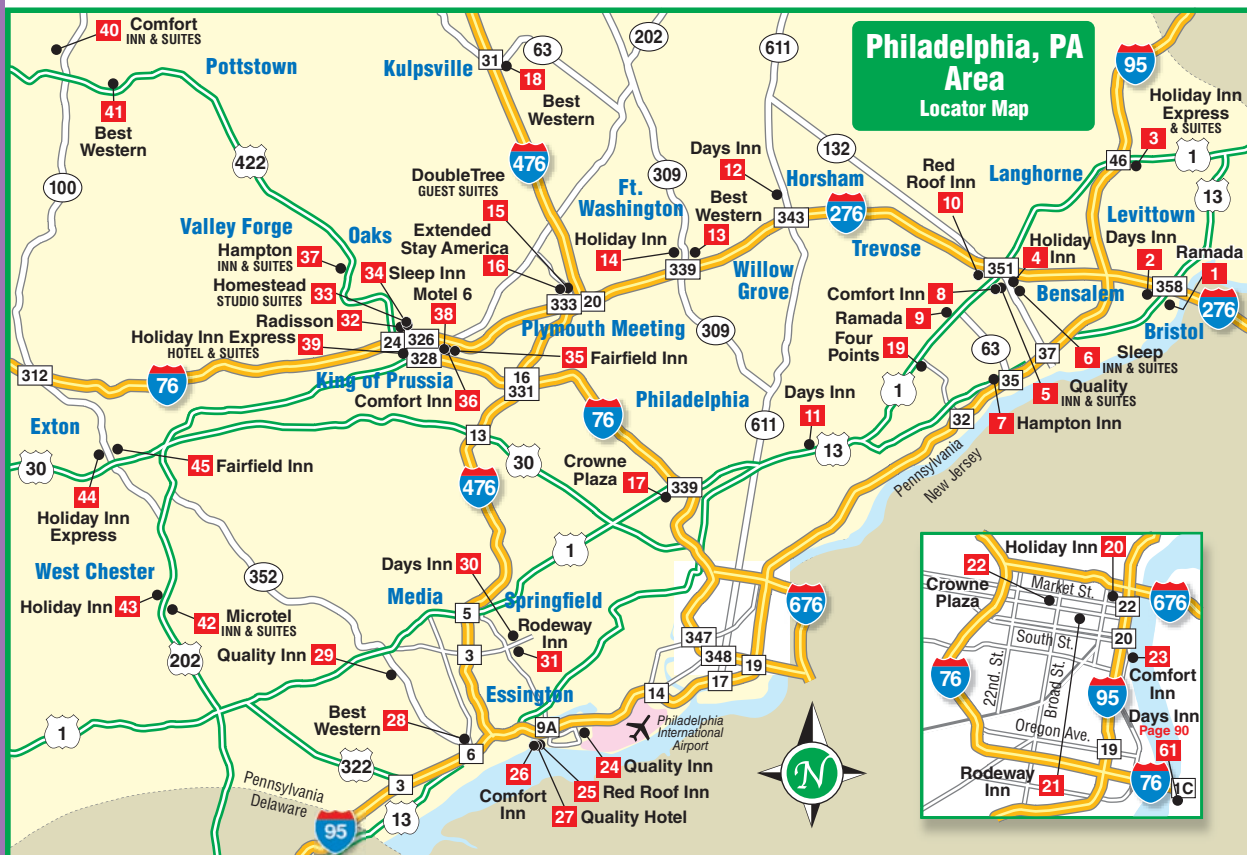 Philadelphia, PA
Area
Locator Map
40 Comfort
INN & SUITES
Pottstown
41
Best
Western
422
100
Kulpsville
31
63
18
Best
Western
202
611
476
132
309
Days Inn
12
Horsham
343
276
Red
Roof Inn
10
Langhorne
95
Holiday Inn
Express
& SUITES
3
46
1
13
Levittown
Days Inn
2
Ramada
1
358
276
Bristol
DoubleTree
GUEST SUITES
15
Extended
Stay America
16
Ft.
Washington
Best
Western
13
Holiday Inn
14
339
Willow
Grove
Trevose
351
Holiday
4 Inn
Bensalem
Comfort Inn 8
Ramada 9
Four
Points 19
63
37
6 Sleep
INN & SUITES
35
5 Quality
INN & SUITES
7 Hampton Inn
32
1
Valley Forge
Oaks
Hampton
INN & SUITES
37
34 Sleep Inn
Homestead
STUDIO SUITES
33
Motel 6
38
Radisson 32
Holiday Inn Express
HOTEL & SUITES
39
24
326
328
333
20
Plymouth Meeting
35 Fairfield Inn
309
312
76
King of Prussia
Comfort Inn 36
16
331
76
Philadelphia
Days Inn
11
611
13
Pennsylvania
New Jersey
Exton
30
45 Fairfield Inn
44
Holiday Inn
Express
13
30
476
Crowne
Plaza 17
339
1
West Chester
352
Holiday Inn 43
42 Microtel
INN & SUITES
202
Days Inn 30
Media
5
Springfield
Rodeway
Inn
31
3
Quality Inn 29
Essington
Best
Western
28
6
9A
676
347
348
19
17
14
Philadelphia
International
Airport
24 Quality Inn
25 Red Roof Inn
27 Quality Hotel
26
Comfort
Inn
N
1
322
3
Pennsylvania
Delaware
95
13
Holiday Inn 20
22
Crowne
Plaza
Market St.
22
676
South St.
20
23
Comfort
Inn
22nd. St.
Broad St.
76
95
Days Inn
Page 90
61
Oregon Ave.
19
Rodeway
Inn
21
76
1C